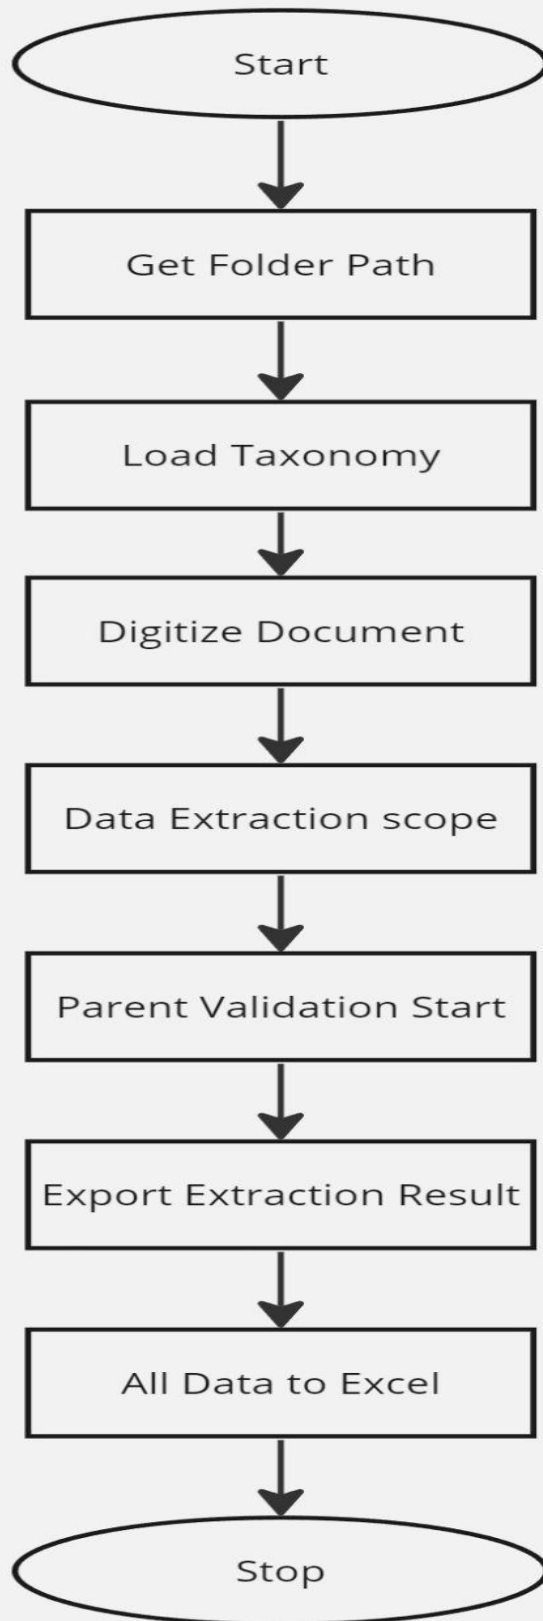 Start
Get Folder Path
Load Taxonomy
Digitize Document
Data Extraction scope
Parent Validation Start
Export Extraction Result
All Data to Excel
Stop